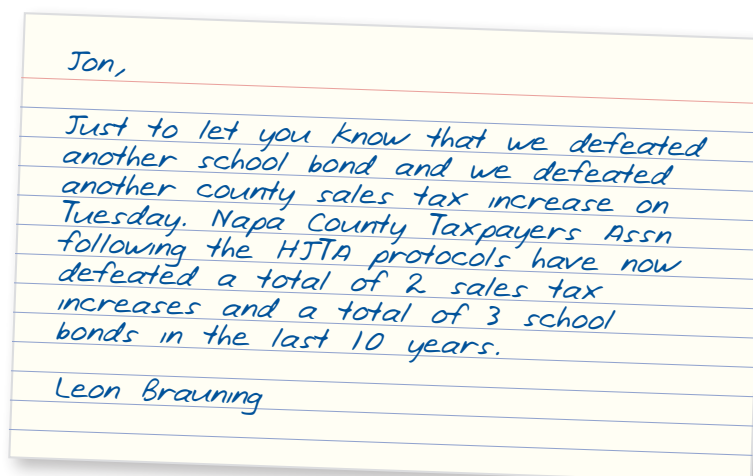 Jon,
Just to let you know that we defeated
another school bond and we defeated
another county sales tax increase on
Tuesday. Napa County Taxpayers Assn
following the HJTA protocols have now
defeated a total of 2 sales tax
increases and a total of 3 school
bonds in the last 10 years.
Leon Brauning